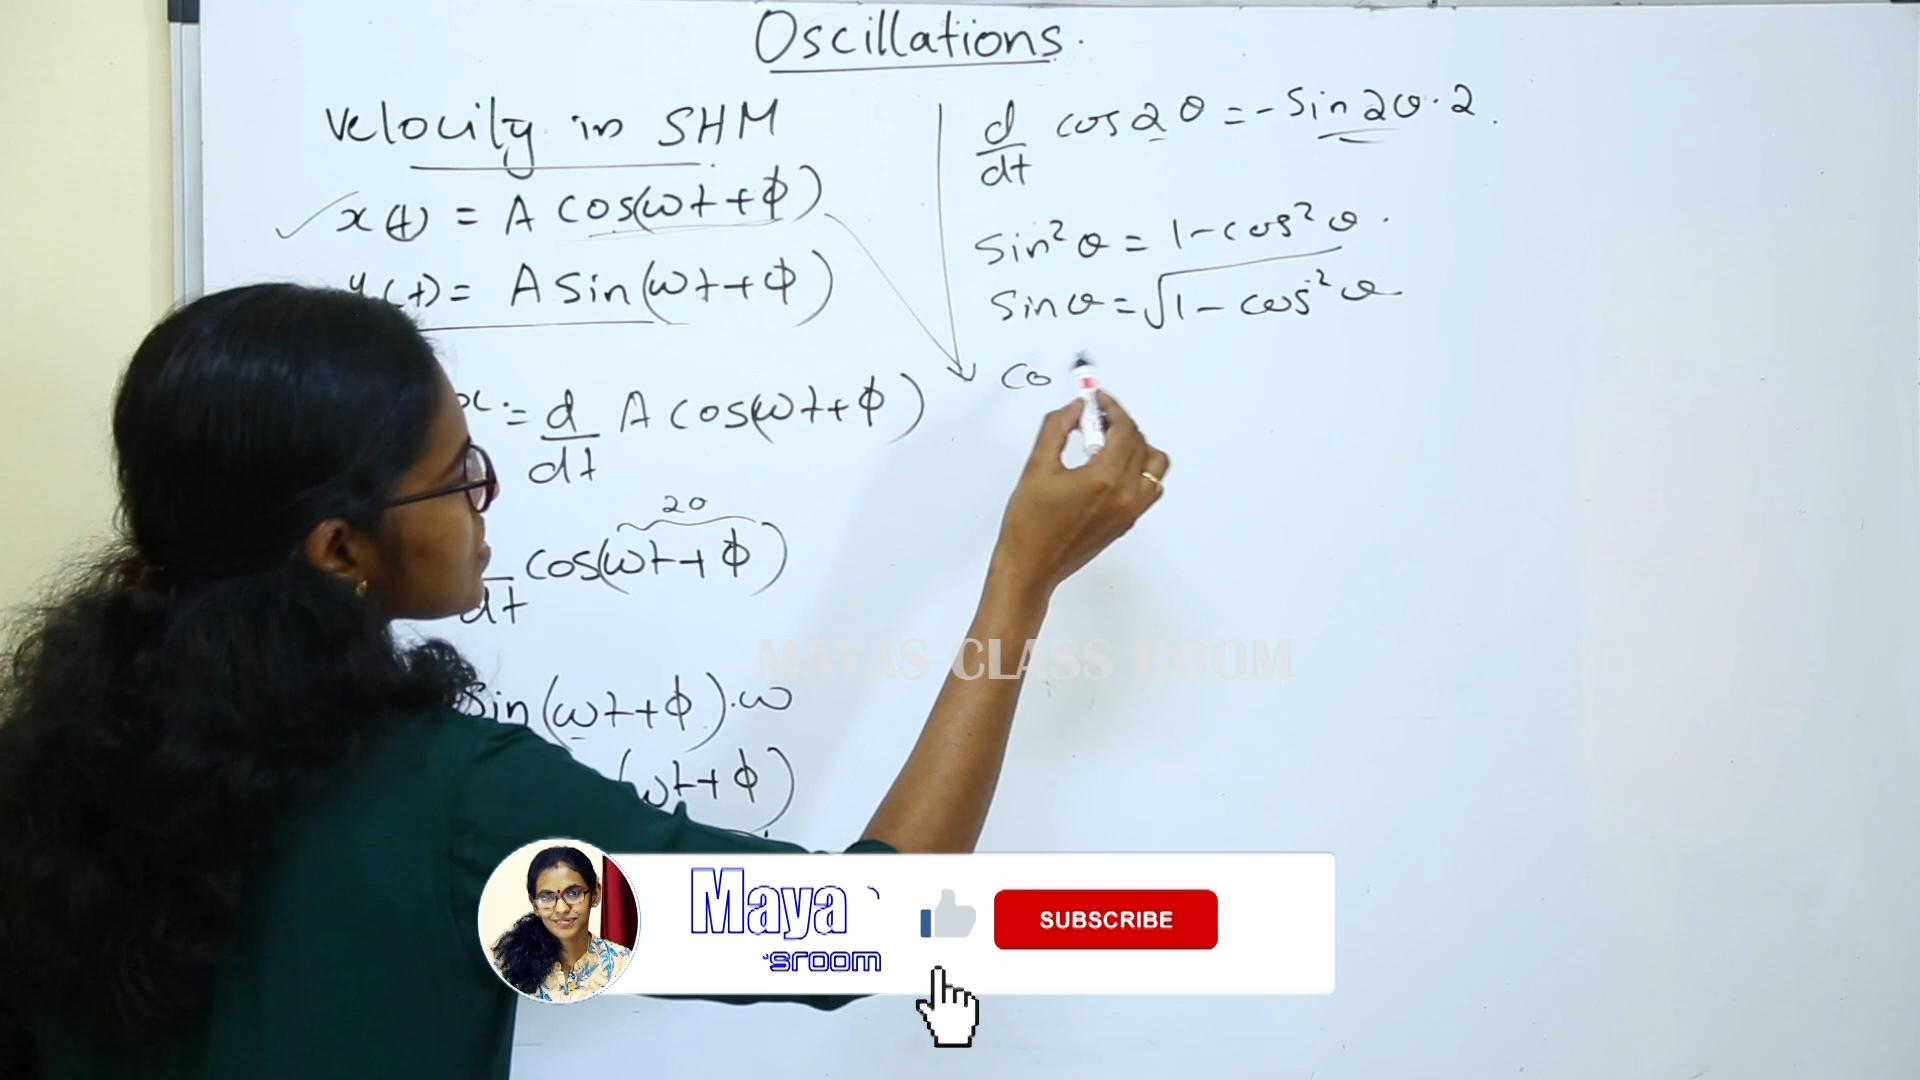 Oscillations.
Velocity in SHM
x(t) = A cos(ωt+ϕ)
y(t) = A sin(ωt+ϕ)
x = d/dt A cos(ωt+ϕ)
2θ
cos(ωt+ϕ)
dt
sin(ωt+ϕ).ω
(ωt+ϕ)
d/dt cos2θ = -sin2θ.2.
sin²θ = 1-cos²θ.
sinθ = √1-cos²θ
co
MAYAS CLASS ROOM
Maya
sroom
SUBSCRIBE